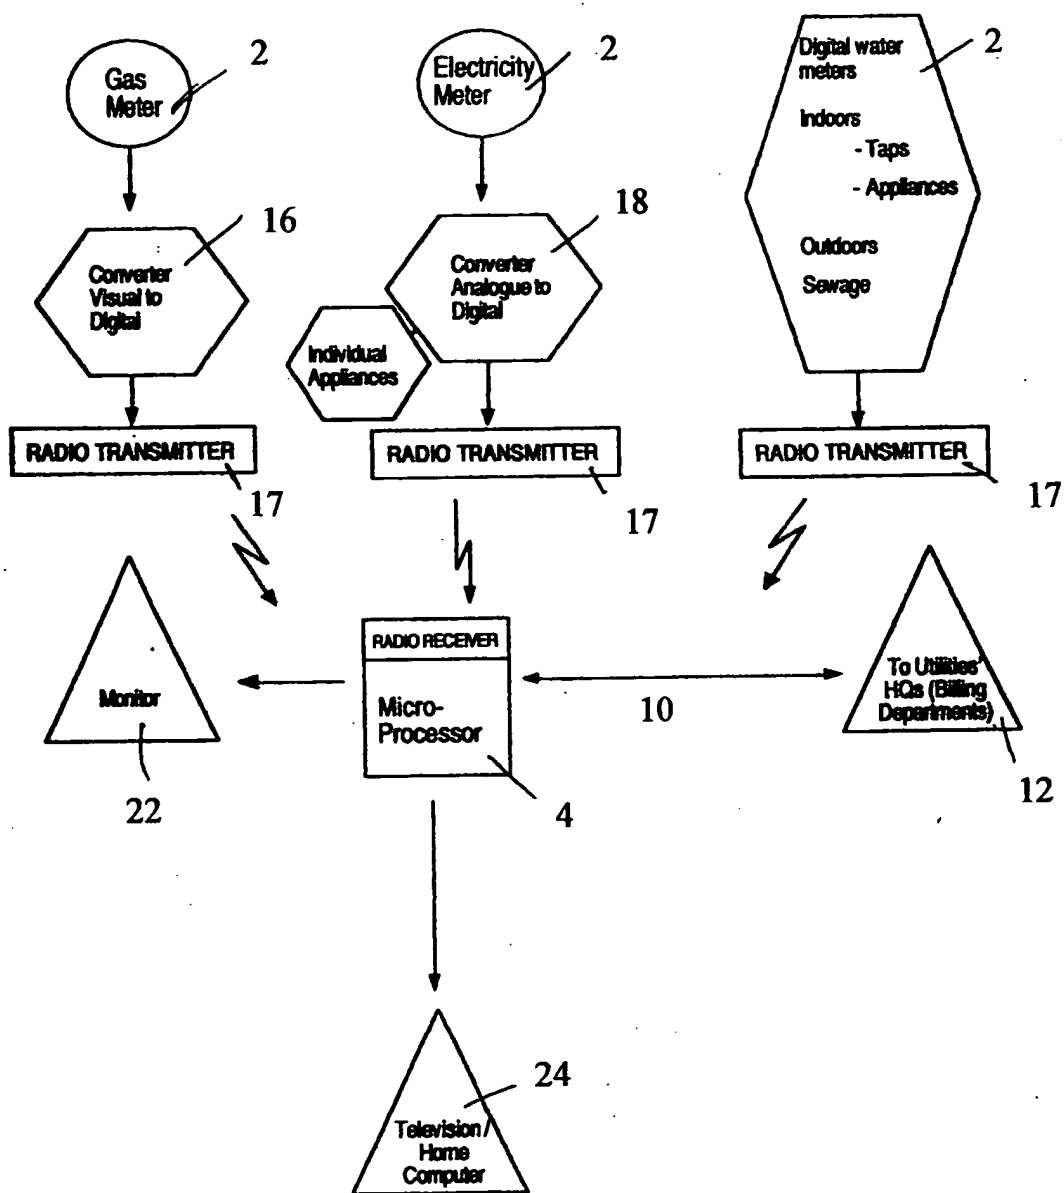 Gas
Meter
2
Electricity
Meter
2
Digital water
meters
Indoors
- Taps
- Appliances
Outdoors
Sewage
2
16
Converter
Visual to
Digital
18
Converter
Analogue to
Digital
Individual
Appliances
RADIO TRANSMITTER
17
RADIO TRANSMITTER
17
RADIO TRANSMITTER
17
Monitor
22
RADIO RECEIVER
Micro-
Processor
4
10
To Utilities'
HQs (Billing
Departments)
12
24
Television /
Home
Computer